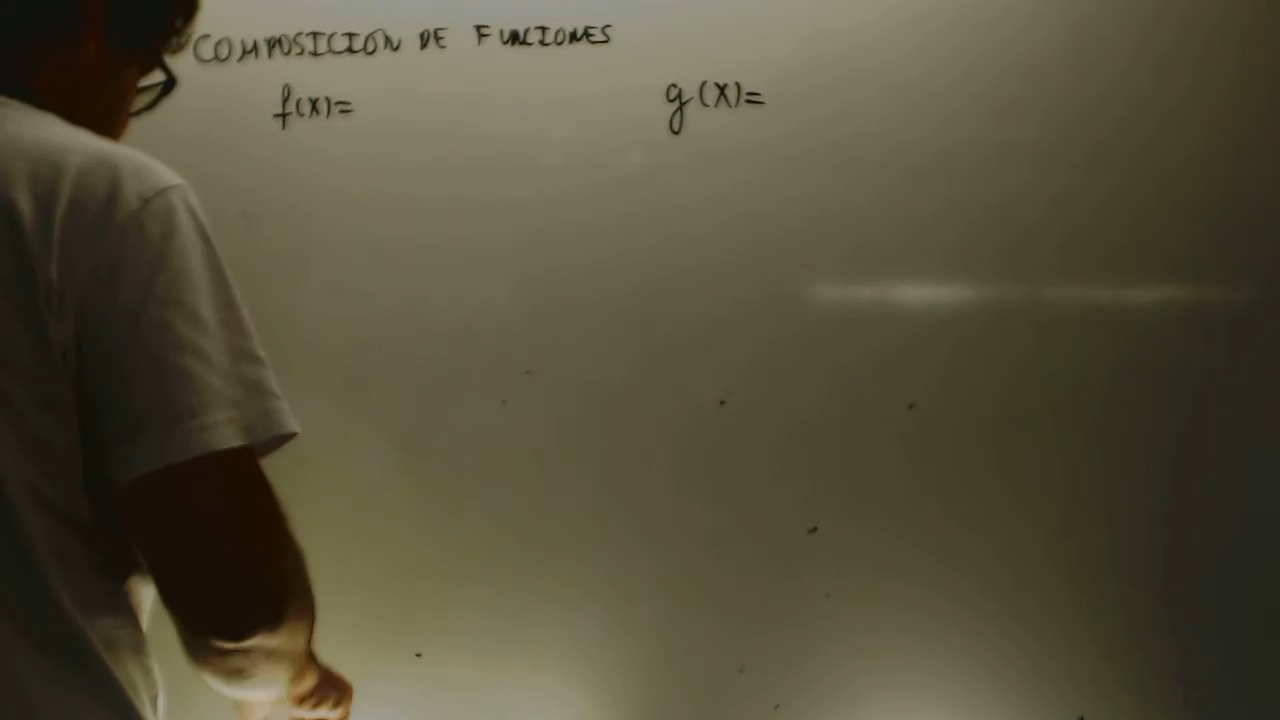 COMPOSICION DE FUNCIONES
f(x)= g(x)=